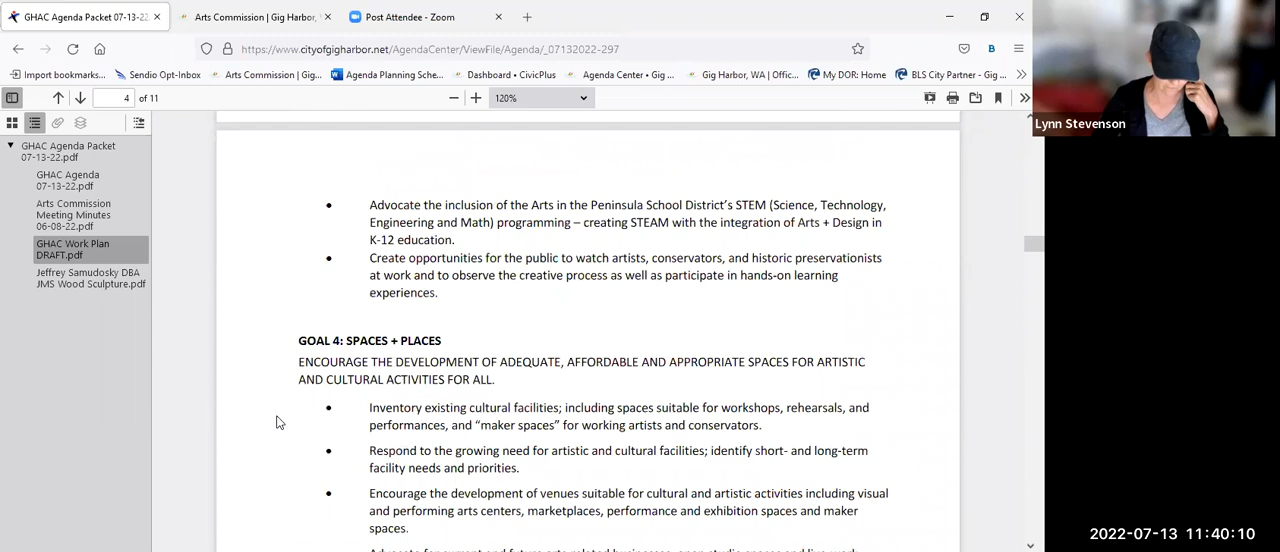 GHAC Agenda Packet 07-13-22.
Arts Commission | Gig Harbor,
Post Attendee - Zoom
https://www.cityofgigharbor.net/AgendaCenter/ViewFile/Agenda/_07132022-297
Import bookmarks...
Sendio Opt-Inbox
Arts Commission | Gig...
Agenda Planning Sche...
Dashboard • CivicPlus
Agenda Center • Gig ...
Gig Harbor, WA | Offic...
My DOR: Home
BLS City Partner - Gig ...
4 of 11
120%
GHAC Agenda Packet
07-13-22.pdf
GHAC Agenda
07-13-22.pdf
Arts Commission
Meeting Minutes
06-08-22.pdf
GHAC Work Plan
DRAFT.pdf
Jeffrey Samudosky DBA
JMS Wood Sculpture.pdf
• Advocate the inclusion of the Arts in the Peninsula School District's STEM (Science, Technology,
Engineering and Math) programming – creating STEAM with the integration of Arts + Design in
K-12 education.
• Create opportunities for the public to watch artists, conservators, and historic preservationists
at work and to observe the creative process as well as participate in hands-on learning
experiences.
GOAL 4: SPACES + PLACES
ENCOURAGE THE DEVELOPMENT OF ADEQUATE, AFFORDABLE AND APPROPRIATE SPACES FOR ARTISTIC
AND CULTURAL ACTIVITIES FOR ALL.
• Inventory existing cultural facilities; including spaces suitable for workshops, rehearsals, and
performances, and “maker spaces” for working artists and conservators.
• Respond to the growing need for artistic and cultural facilities; identify short- and long-term
facility needs and priorities.
• Encourage the development of venues suitable for cultural and artistic activities including visual
and performing arts centers, marketplaces, performance and exhibition spaces and maker
spaces.
Lynn Stevenson
2022-07-13 11:40:10